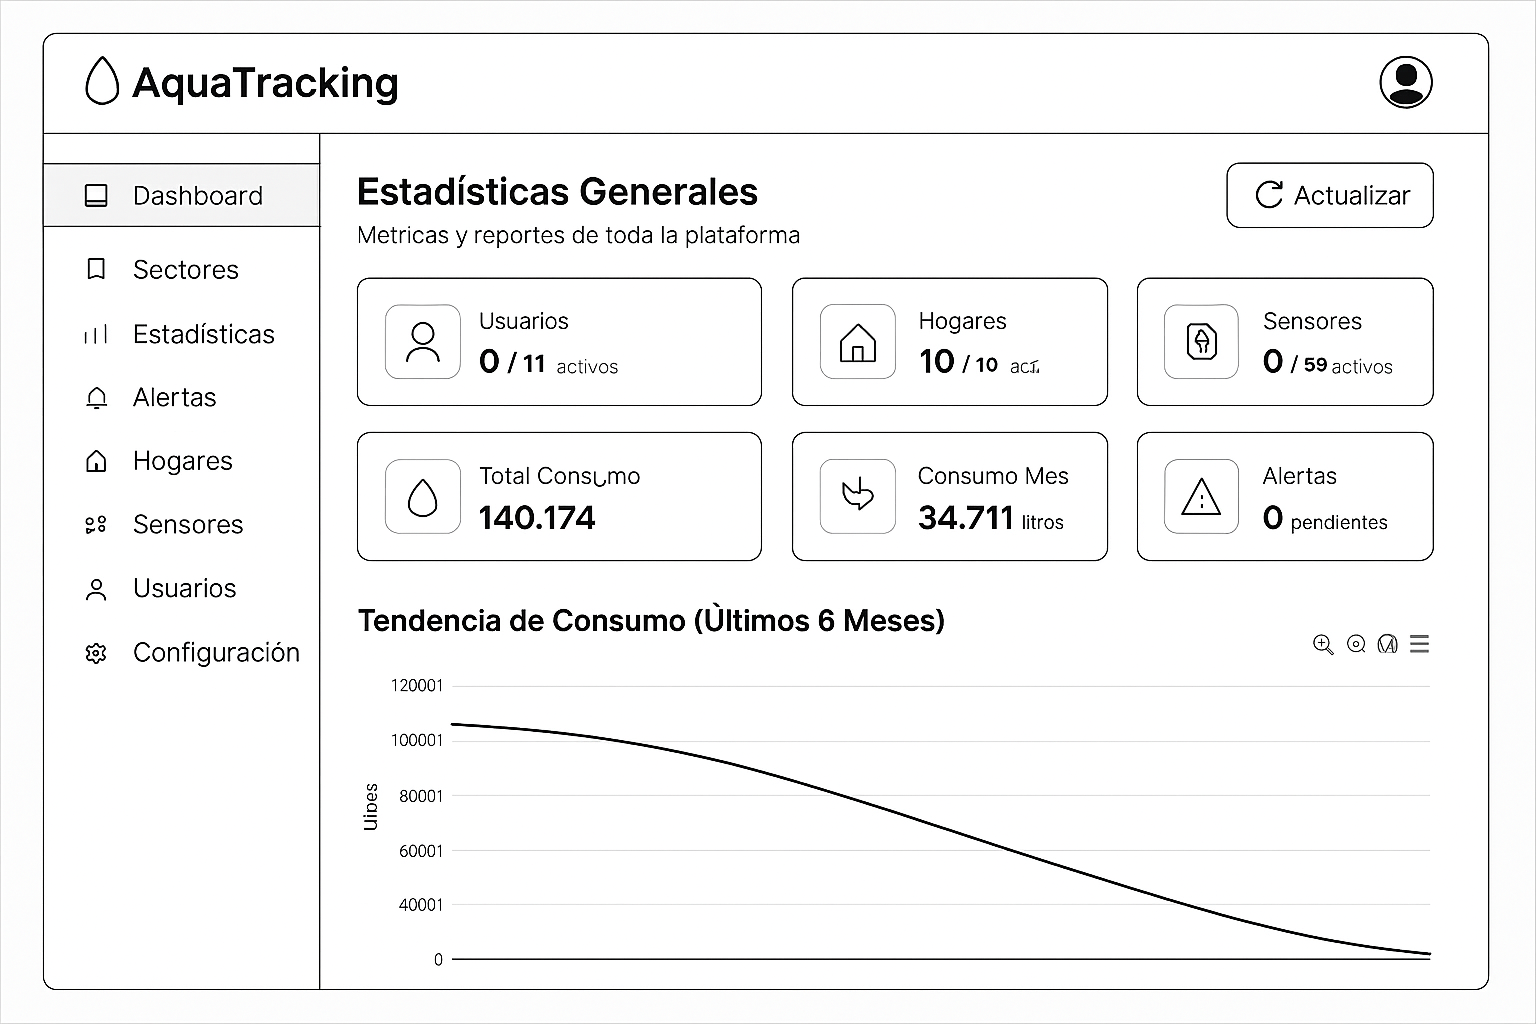 AquaTracking
Dashboard
Sectores
Estadísticas
Alertas
Hogares
Sensores
Usuarios
Configuración
Estadísticas Generales
Metricas y reportes de toda la plataforma
Actualizar
Usuarios
0 / 11 activos
Hogares
10 / 10
Sensores
0 / 59 activos
Total Consumo
140.174
Consumo Mes
34.711 litros
Alertas
0 pendientes
Tendencia de Consumo (Ùltimos 6 Meses)
120001
100001
80001
60001
40001
0